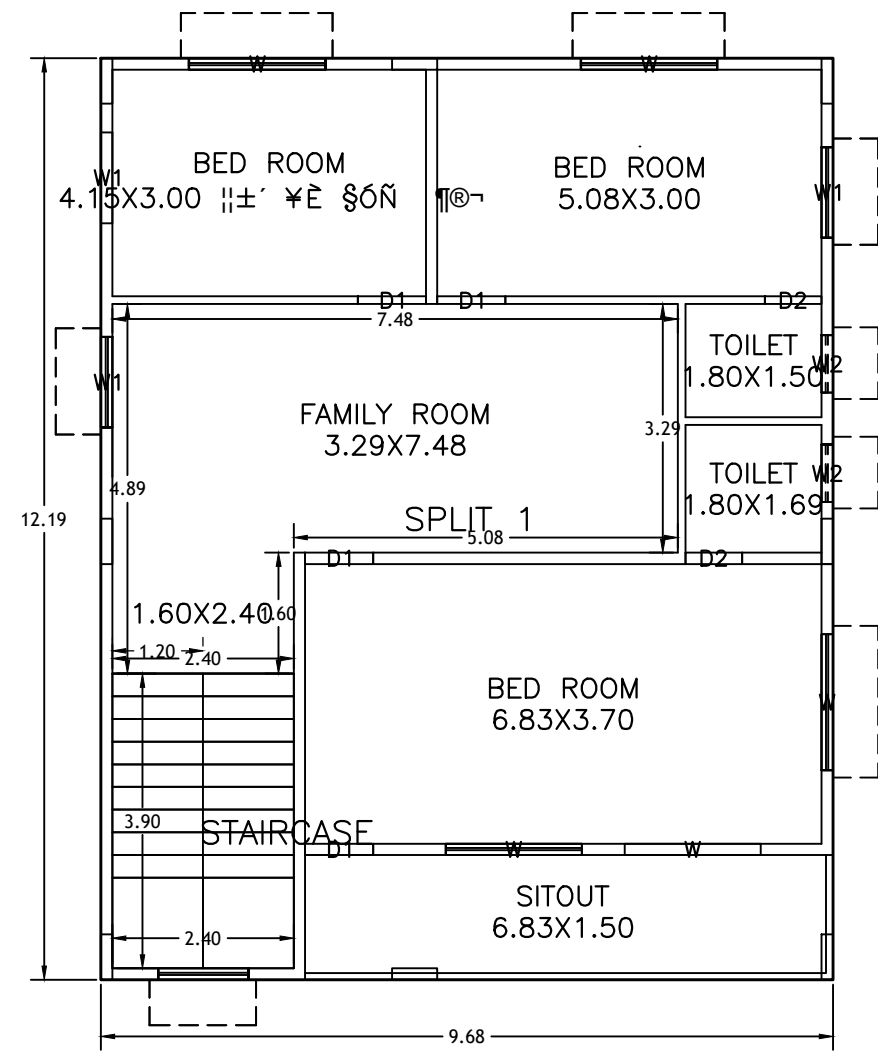 W
W
BED ROOM
4.15X3.00 ¦¦±´ ¥È §óÑ ¶®¬
BED ROOM
5.08X3.00
W1
W1
D1
D1
D2
7.48
TOILET
1.80X1.50
W2
W1
FAMILY ROOM
3.29X7.48
3.29
TOILET
1.80X1.69
W2
4.89
12.19
SPLIT 1
5.08
D1
D2
1.60X2.40
1.60
1.20
2.40
BED ROOM
6.83X3.70
W
3.90
STAIRCASE
D1
W
W
SITOUT
6.83X1.50
2.40
9.68